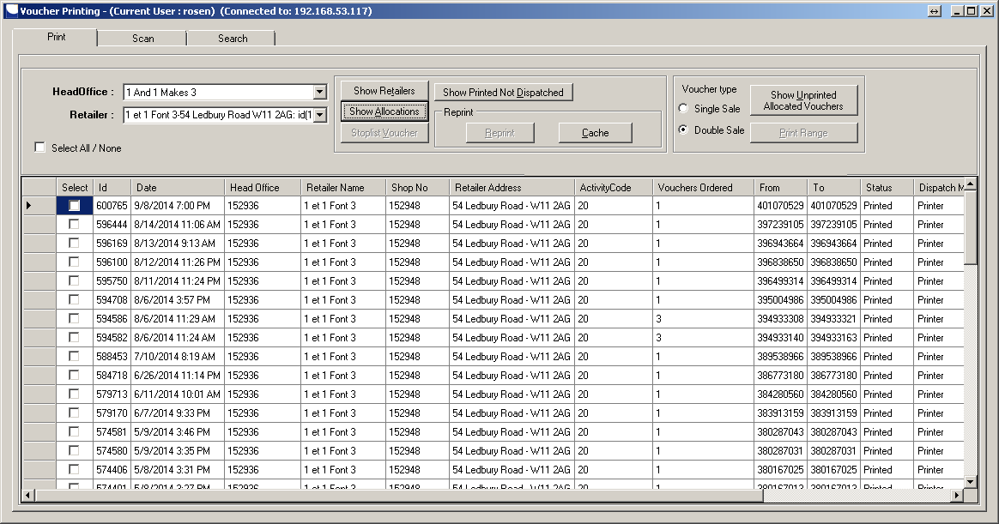 Voucher Printing - (Current User : rosen) (Connected to: 192.168.53.117)
Print Scan Search
HeadOffice : 1 And 1 Makes 3
Retailer : 1 et 1 Font 3-54 Ledbury Road W11 2AG: id(1
Select All / None
Show Retailers
Show Allocations
Stoplist Voucher
Show Printed Not Dispatched
Reprint
Reprint Cache
Voucher type
Single Sale
Double Sale
Show Unprinted
Allocated Vouchers
Print Range
Select Id Date Head Office Retailer Name Shop No Retailer Address ActivityCode Vouchers Ordered From To Status Dispatch M
600765 9/8/2014 7:00 PM 152936 1 et 1 Font 3 152948 54 Ledbury Road - W11 2AG 20 1 401070529 401070529 Printed Printer
596444 8/14/2014 11:06 AM 152936 1 et 1 Font 3 152948 54 Ledbury Road - W11 2AG 20 1 397239105 397239105 Printed Printer
596169 8/13/2014 9:13 AM 152936 1 et 1 Font 3 152948 54 Ledbury Road - W11 2AG 20 1 396943664 396943664 Printed Printer
596100 8/12/2014 11:26 PM 152936 1 et 1 Font 3 152948 54 Ledbury Road - W11 2AG 20 1 396838650 396838650 Printed Printer
595750 8/11/2014 11:24 PM 152936 1 et 1 Font 3 152948 54 Ledbury Road - W11 2AG 20 1 396499314 396499314 Printed Printer
594708 8/6/2014 3:57 PM 152936 1 et 1 Font 3 152948 54 Ledbury Road - W11 2AG 20 1 395004986 395004986 Printed Printer
594586 8/6/2014 11:29 AM 152936 1 et 1 Font 3 152948 54 Ledbury Road - W11 2AG 20 3 394933308 394933321 Printed Printer
594582 8/6/2014 11:24 AM 152936 1 et 1 Font 3 152948 54 Ledbury Road - W11 2AG 20 3 394933140 394933163 Printed Printer
588453 7/10/2014 8:19 AM 152936 1 et 1 Font 3 152948 54 Ledbury Road - W11 2AG 20 1 389538966 389538966 Printed Printer
584718 6/26/2014 11:14 PM 152936 1 et 1 Font 3 152948 54 Ledbury Road - W11 2AG 20 1 386773180 386773180 Printed Printer
579713 6/11/2014 10:01 AM 152936 1 et 1 Font 3 152948 54 Ledbury Road - W11 2AG 20 1 384280560 384280560 Printed Printer
579170 6/7/2014 9:33 PM 152936 1 et 1 Font 3 152948 54 Ledbury Road - W11 2AG 20 1 383913159 383913159 Printed Printer
574581 5/9/2014 3:46 PM 152936 1 et 1 Font 3 152948 54 Ledbury Road - W11 2AG 20 1 380287043 380287043 Printed Printer
574580 5/9/2014 3:35 PM 152936 1 et 1 Font 3 152948 54 Ledbury Road - W11 2AG 20 1 380287031 380287031 Printed Printer
574406 5/8/2014 3:31 PM 152936 1 et 1 Font 3 152948 54 Ledbury Road - W11 2AG 20 1 380167025 380167025 Printed Printer